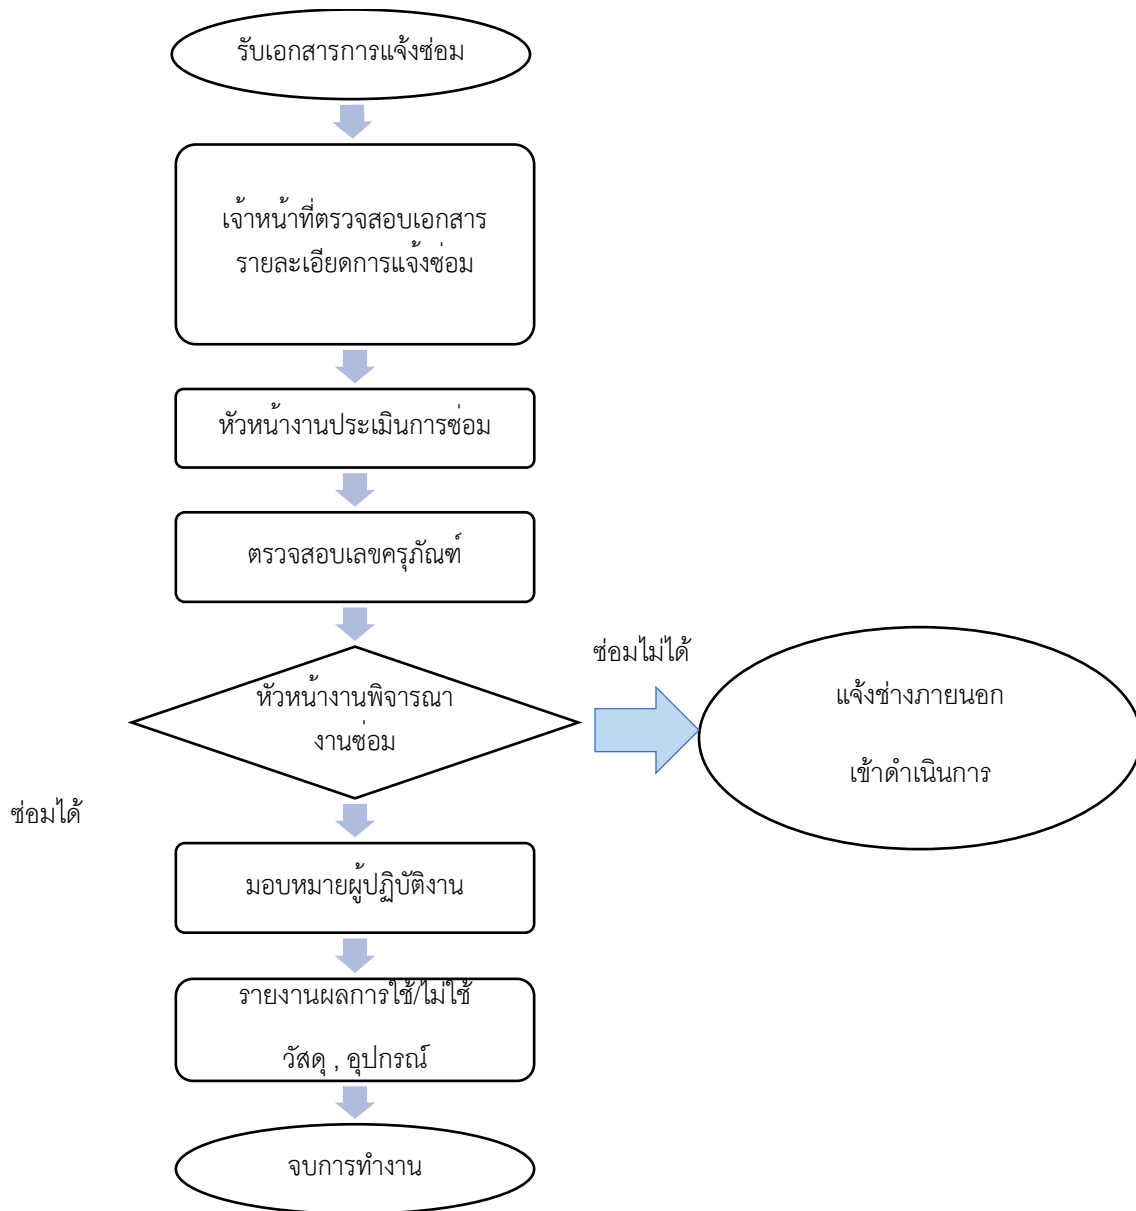 รับเอกสารการแจ้งซ่อม
เจ้าหน้าที่ตรวจสอบเอกสาร
รายละเอียดการแจ้งซ่อม
หัวหน้างานประเมินการซ่อม
ตรวจสอบเลขครุภัณฑ์
หัวหน้างานพิจารณา
งานซ่อม
ซ่อมไม่ได้
แจ้งช่างภายนอก
เข้าดำเนินการ
ซ่อมได้
มอบหมายผู้ปฏิบัติงาน
รายงานผลการใช้/ไม่ใช้
วัสดุ , อุปกรณ์
จบการทำงาน